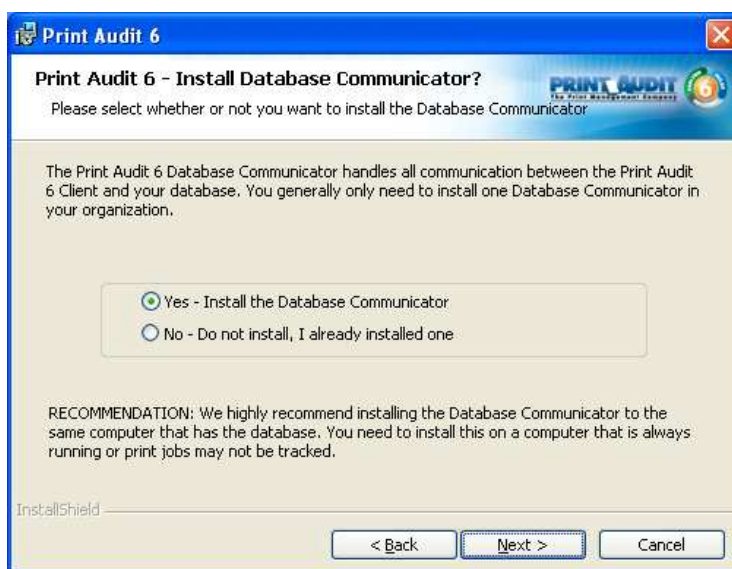 Print Audit 6
Print Audit 6 - Install Database Communicator?
Please select whether or not you want to install the Database Communicator
PRINT AUDIT 6
The Print Management Company
The Print Audit 6 Database Communicator handles all communication between the Print Audit
6 Client and your database. You generally only need to install one Database Communicator in
your organization.
Yes - Install the Database Communicator
No - Do not install, I already installed one
RECOMMENDATION: We highly recommend installing the Database Communicator to the
same computer that has the database. You need to install this on a computer that is always
running or print jobs may not be tracked.
InstallShield
< Back
Next >
Cancel